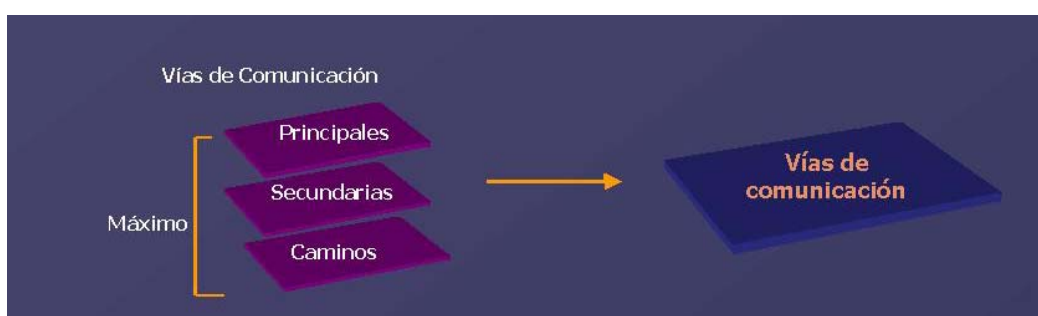 Vías de Comunicación
Principales
Secundarias
Máximo
Caminos
Vías de
comunicación